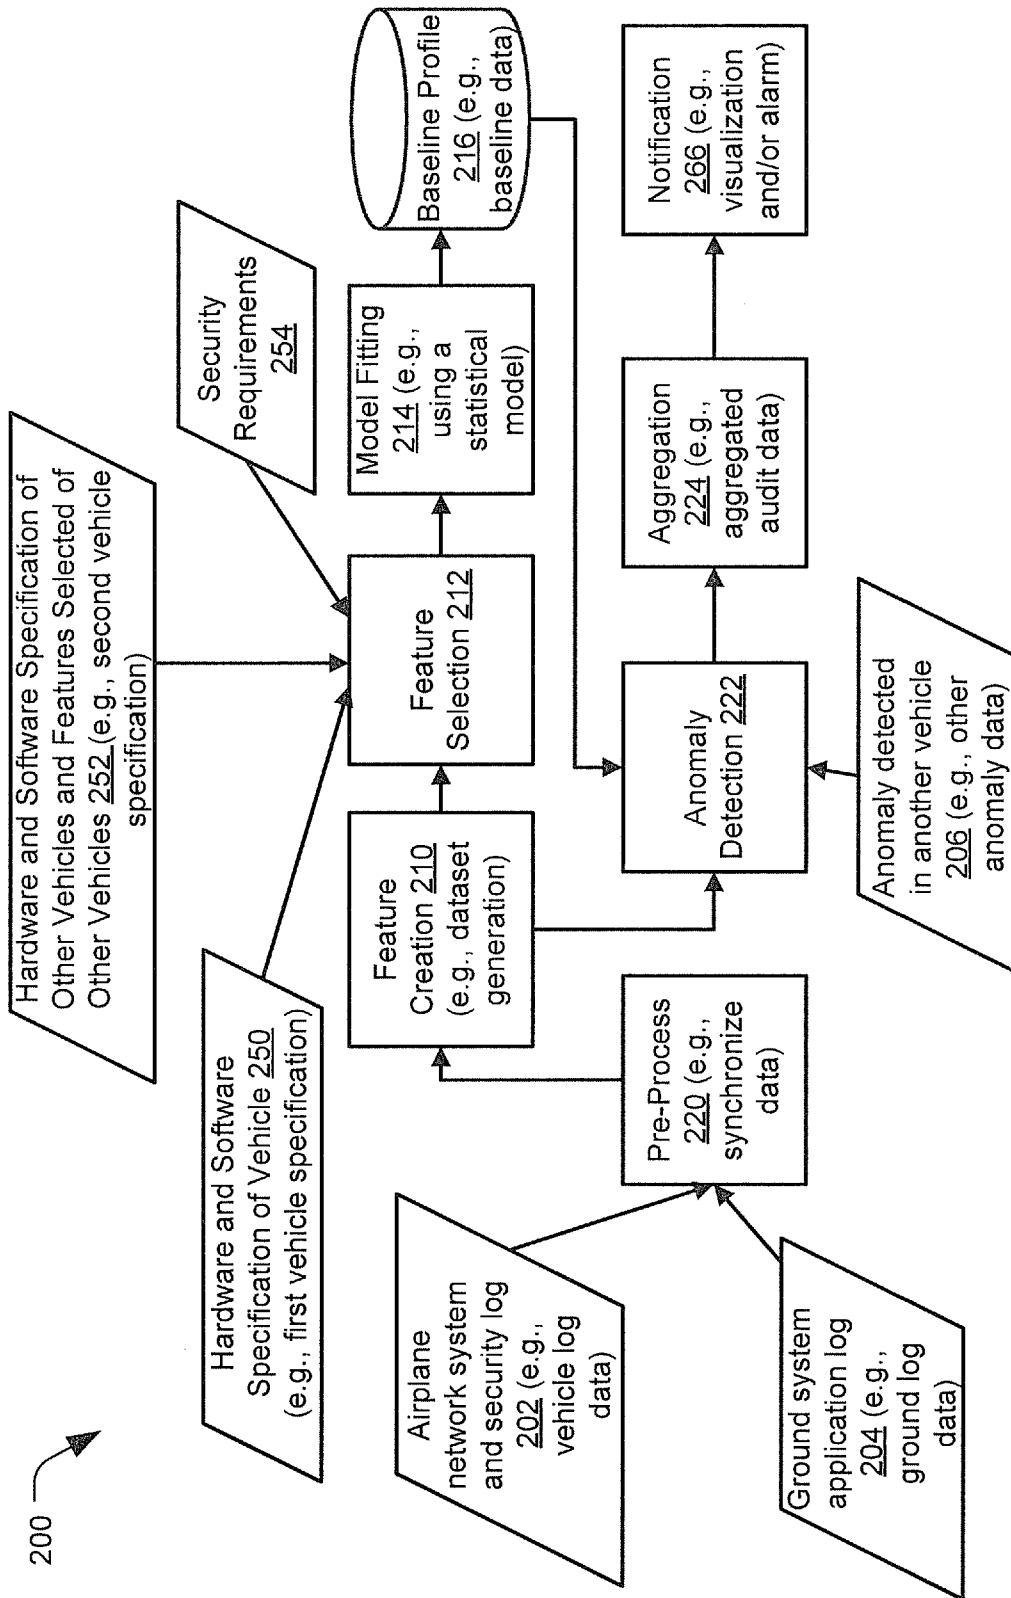 200
Hardware and Software Specification of
Other Vehicles and Features Selected of
Other Vehicles 252 (e.g., second vehicle
specification)
Security
Requirements
254
Hardware and Software
Specification of Vehicle 250
(e.g., first vehicle specification)
Feature
Creation 210
(e.g., dataset
generation)
Feature
Selection 212
Model Fitting
214 (e.g.,
using a
statistical
model)
Baseline Profile
216 (e.g.,
baseline data)
Airplane
network system
and security log
202 (e.g.,
vehicle log
data)
Pre-Process
220 (e.g.,
synchronize
data)
Anomaly
Detection 222
Aggregation
224 (e.g.,
aggregated
audit data)
Notification
266 (e.g.,
visualization
and/or alarm)
Ground system
application log
204 (e.g.,
ground log
data)
Anomaly detected
in another vehicle
206 (e.g., other
anomaly data)